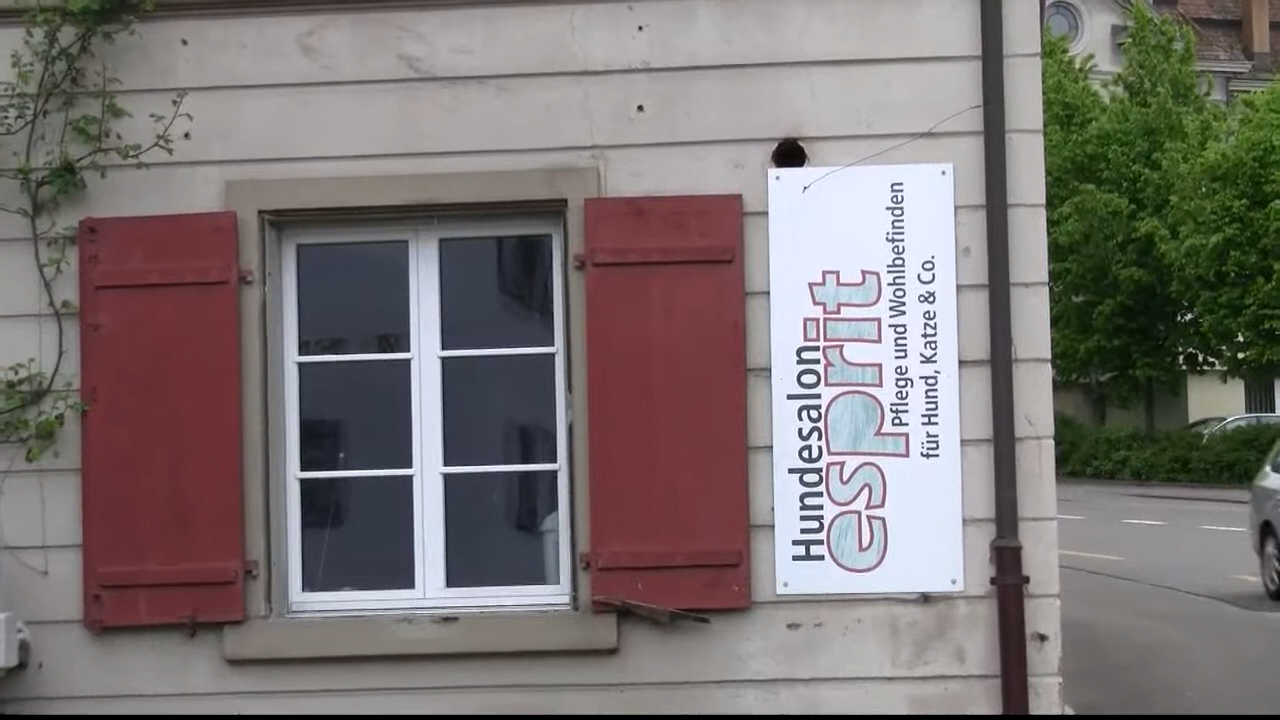 Hundesalon
esprit
Pflege und Wohlbefinden
für Hund, Katze & Co.